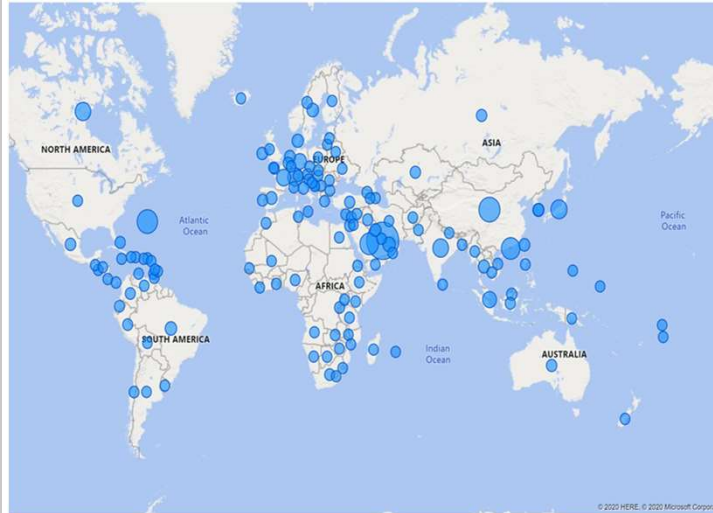 NORTH AMERICA
Atlantic
Ocean
SOUTH AMERICA
EUROPE
AFRICA
ASIA
Indian
Ocean
AUSTRALIA
Pacific
Ocean
© 2020 HERE, © 2020 Microsoft Corpor